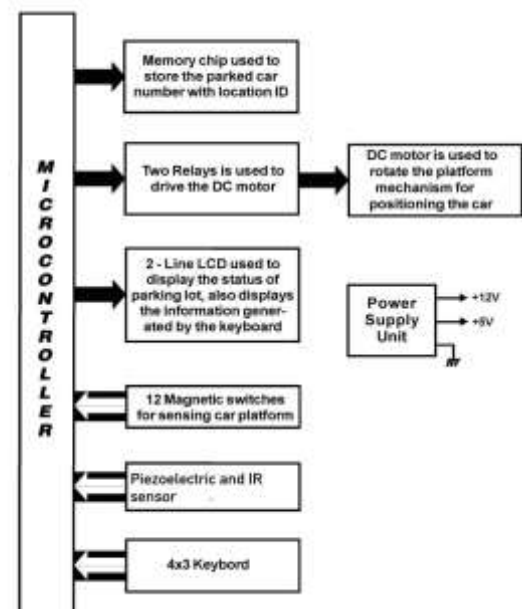 MICROCONTROLLER
Memory chip used to
store the parked car
number with location ID
Two Relays is used to
drive the DC motor
DC motor is used to
rotate the platform
mechanism for
positioning the car
2 - Line LCD used to
display the status of
parking lot, also displays
the information gener-
ated by the keyboard
Power
Supply
Unit
+12V
+5V
12 Magnetic switches
for sensing car platform
Piezoelectric and IR
sensor
4x3 Keybord